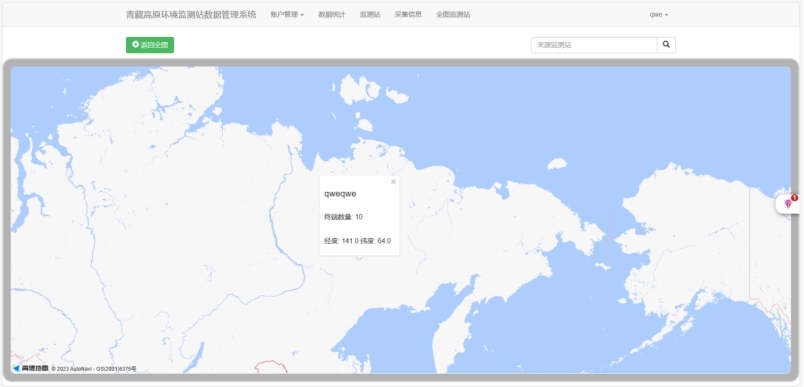 青藏高原环境监测站数据管理系统 账户管理 数据统计 监测站 采集信息 全图监测站 qwe
返回全图 来源监测站
1
×
qweqwe
终端数量: 10
经度: 141.0 纬度: 64.0
高德地图 © 2023 AutoNavi - GS(2021)6375号